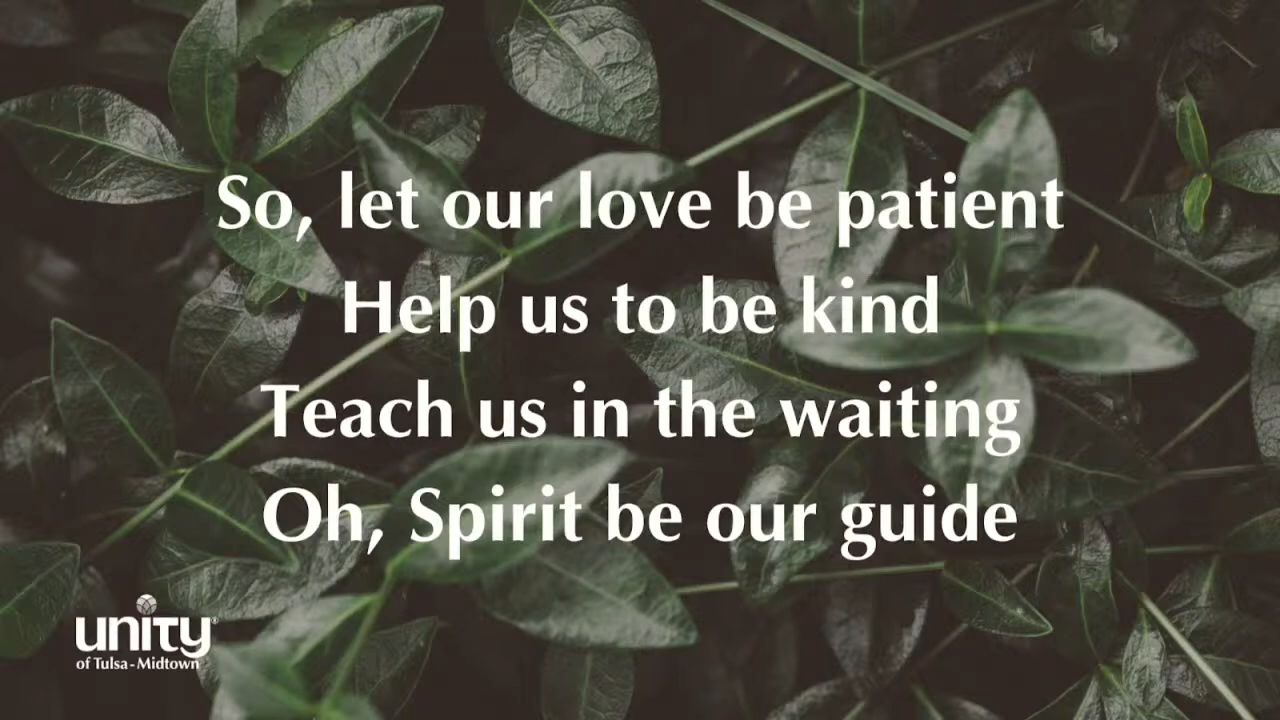 So, let our love be patient
Help us to be kind
Teach us in the waiting
Oh, Spirit be our guide
unity®
of Tulsa - Midtown